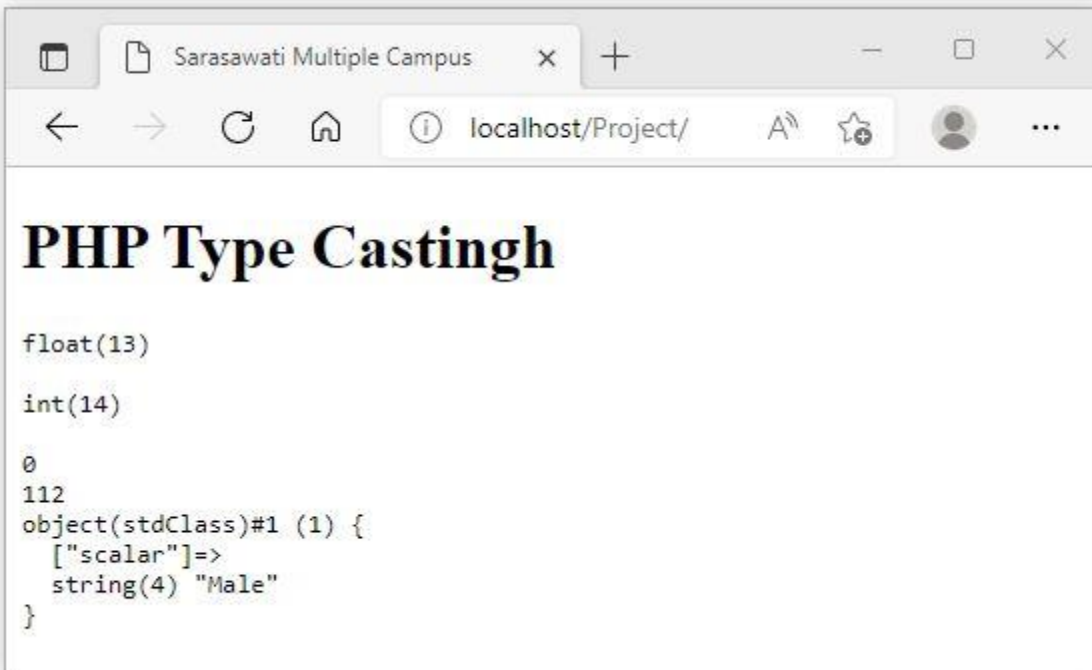 Sarasawati Multiple Campus
localhost/Project/
PHP Type Castingh
float(13)
int(14)
0
112
object(stdClass)#1 (1) {
["scalar"]=>
string(4) "Male"
}